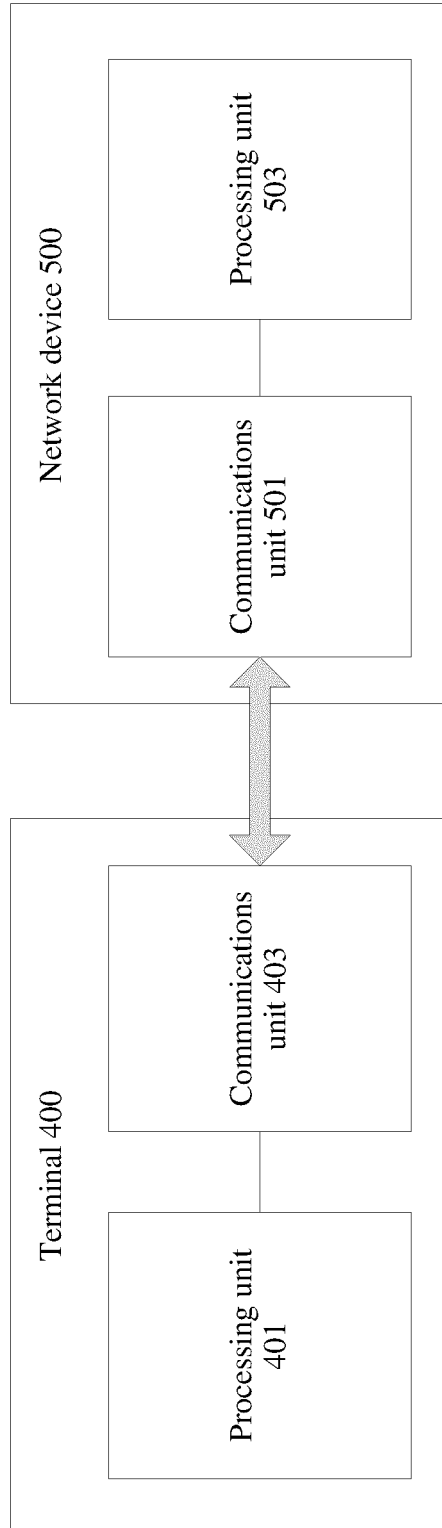 Terminal 400
Processing unit
401
Communications
unit 403
Network device 500
Communications
unit 501
Processing unit
503